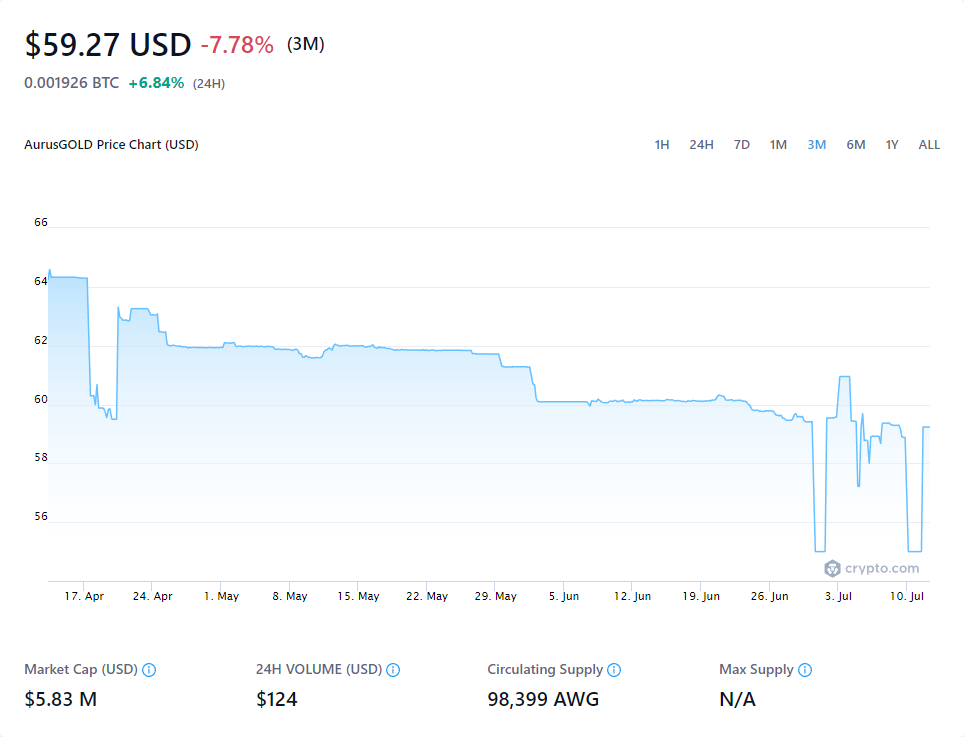 $59.27 USD -7.78% (3M)
0.001926 BTC +6.84% (24H)
AurusGOLD Price Chart (USD) 1H 24H 7D 1M 3M 6M 1Y ALL
66
64
62
60
58
56
crypto.com
17. Apr 24. Apr 1. May 8. May 15. May 22. May 29. May 5. Jun 12. Jun 19. Jun 26. Jun 3. Jul 10. Jul
Market Cap (USD) 24H VOLUME (USD) Circulating Supply Max Supply
$5.83 M $124 98,399 AWG N/A